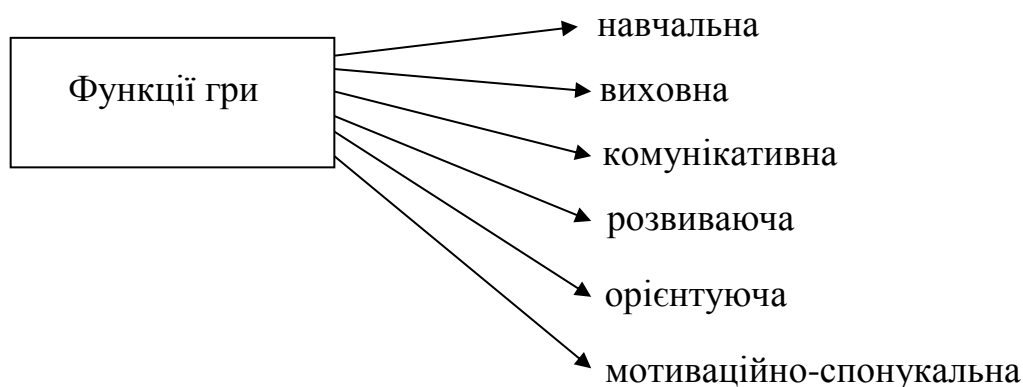 Функції гри
навчальна
виховна
комунікативна
розвиваюча
орієнтуюча
мотиваційно-спонукальна